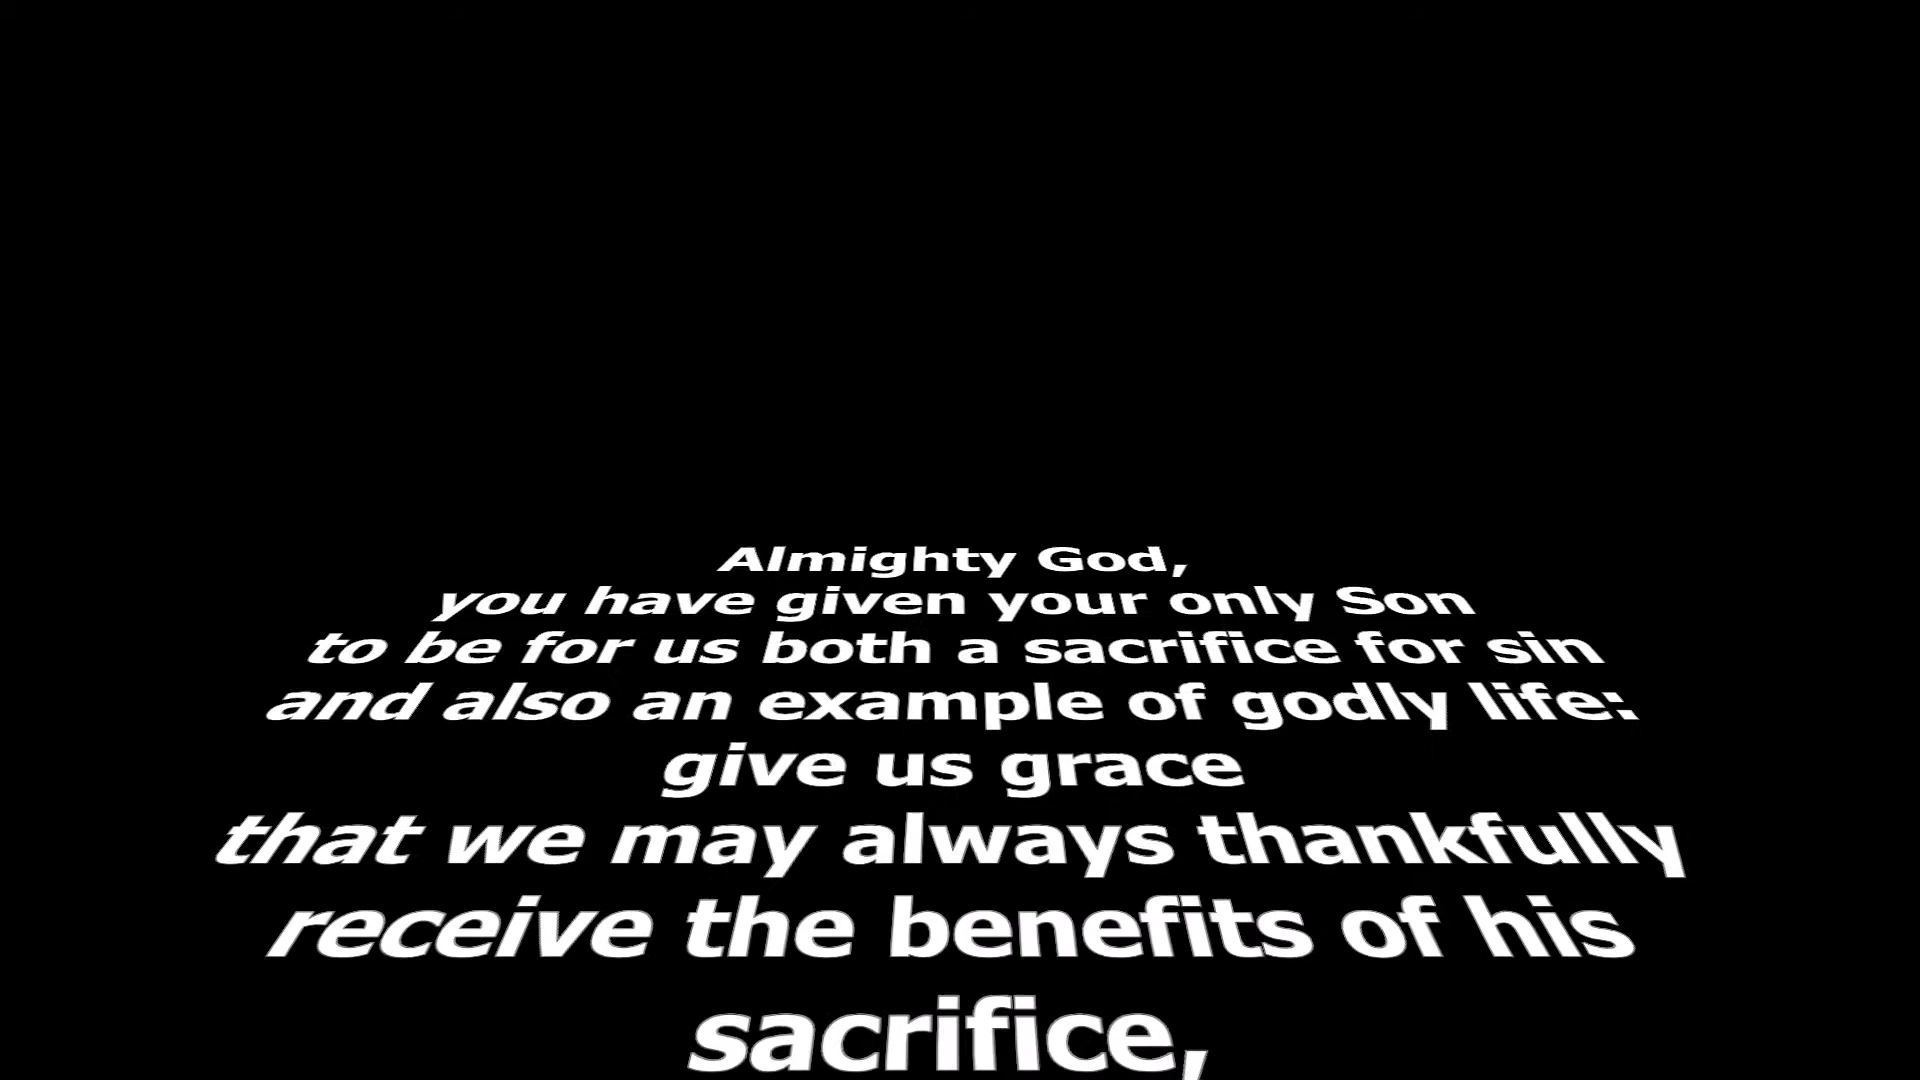 Almighty God,
you have given your only Son
to be for us both a sacrifice for sin
and also an example of godly life:
give us grace
that we may always thankfully
receive the benefits of his
sacrifice,